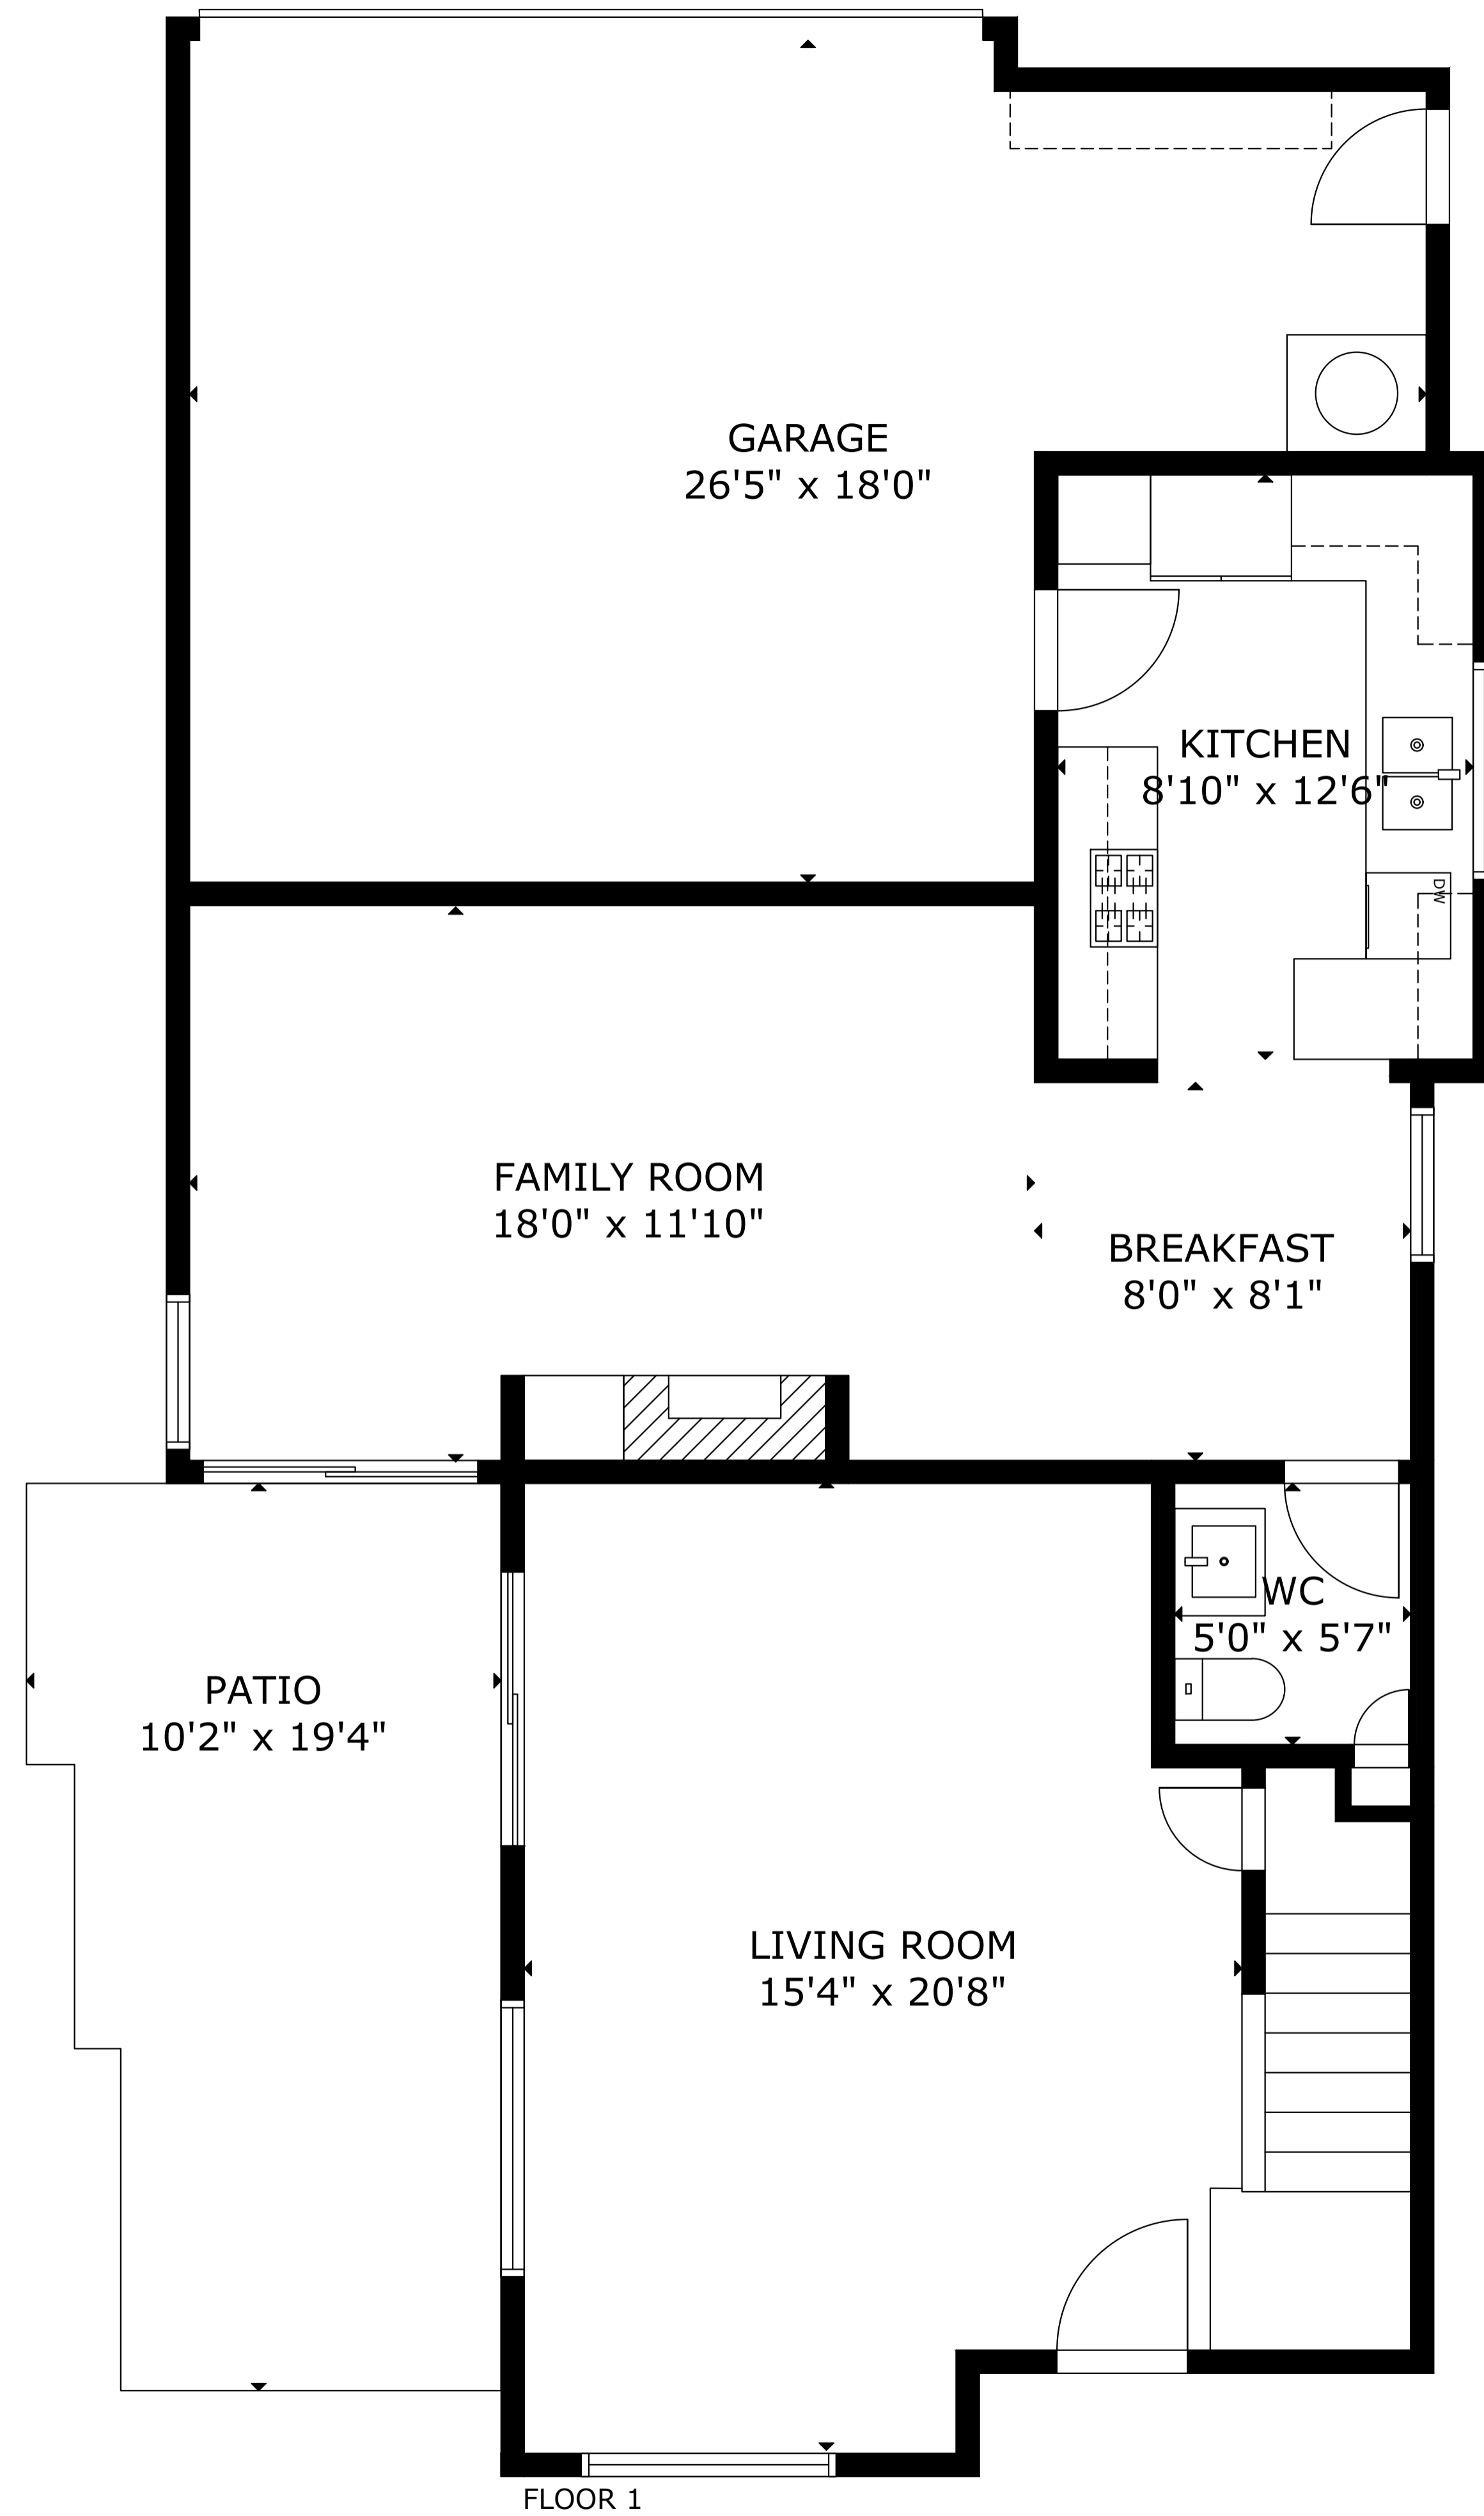 GARAGE
26'5" x 18'0"
KITCHEN
8'10" x 12'6"
DW
FAMILY ROOM
18'0" x 11'10"
BREAKFAST
8'0" x 8'1"
WC
5'0" x 5'7"
PATIO
10'2" x 19'4"
LIVING ROOM
15'4" x 20'8"
FLOOR 1